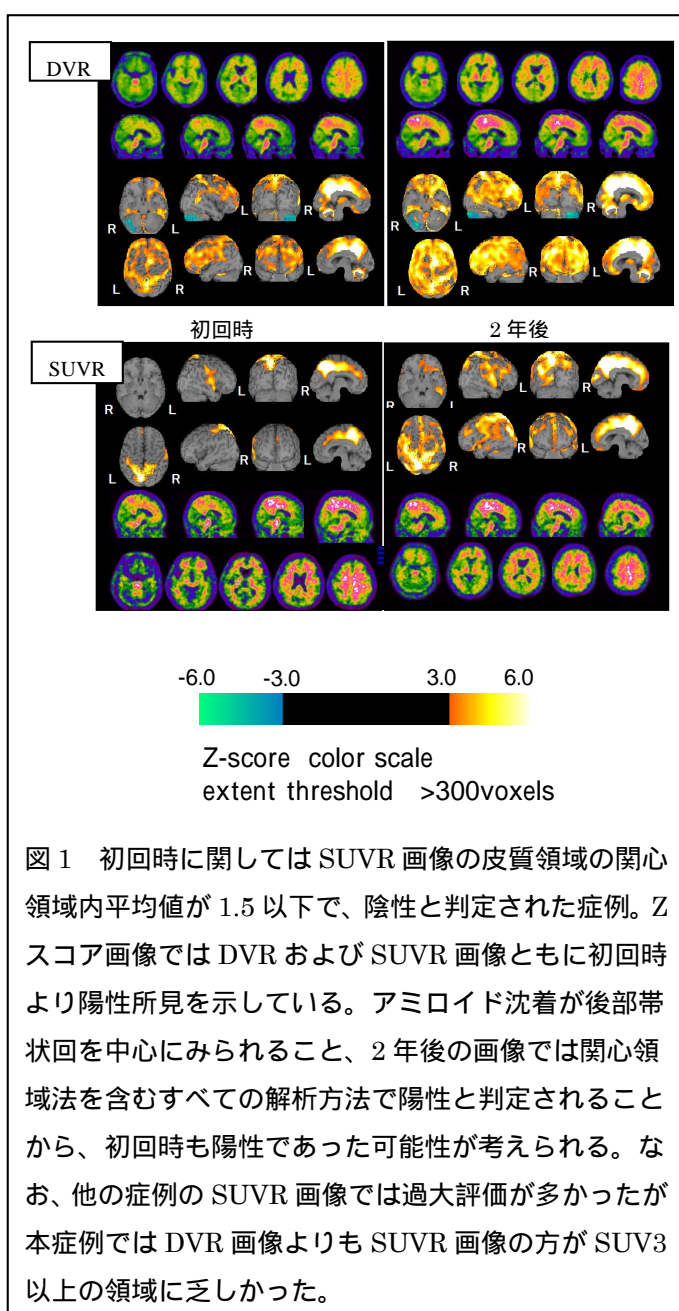 DVR
R L L R
L R R L
R L L R
L R R L
初回時 2 年後
SUVR
R L L R
L R R L
R L L R
L R R L
-6.0 -3.0 3.0 6.0
Z-score color scale
extent threshold >300voxels
図 1 初回時に関しては SUVR 画像の皮質領域の関心
領域内平均値が 1.5 以下で、陰性と判定された症例。Z
スコア画像では DVR および SUVR 画像ともに初回時
より陽性所見を示している。アミロイド沈着が後部帯
状回を中心にみられること、2 年後の画像では関心領
域法を含むすべての解析方法で陽性と判定されること
から、初回時も陽性であった可能性が考えられる。な
お、他の症例の SUVR 画像では過大評価が多かったが
本症例では DVR 画像よりも SUVR 画像の方が SUV3
以上の領域に乏しかった。